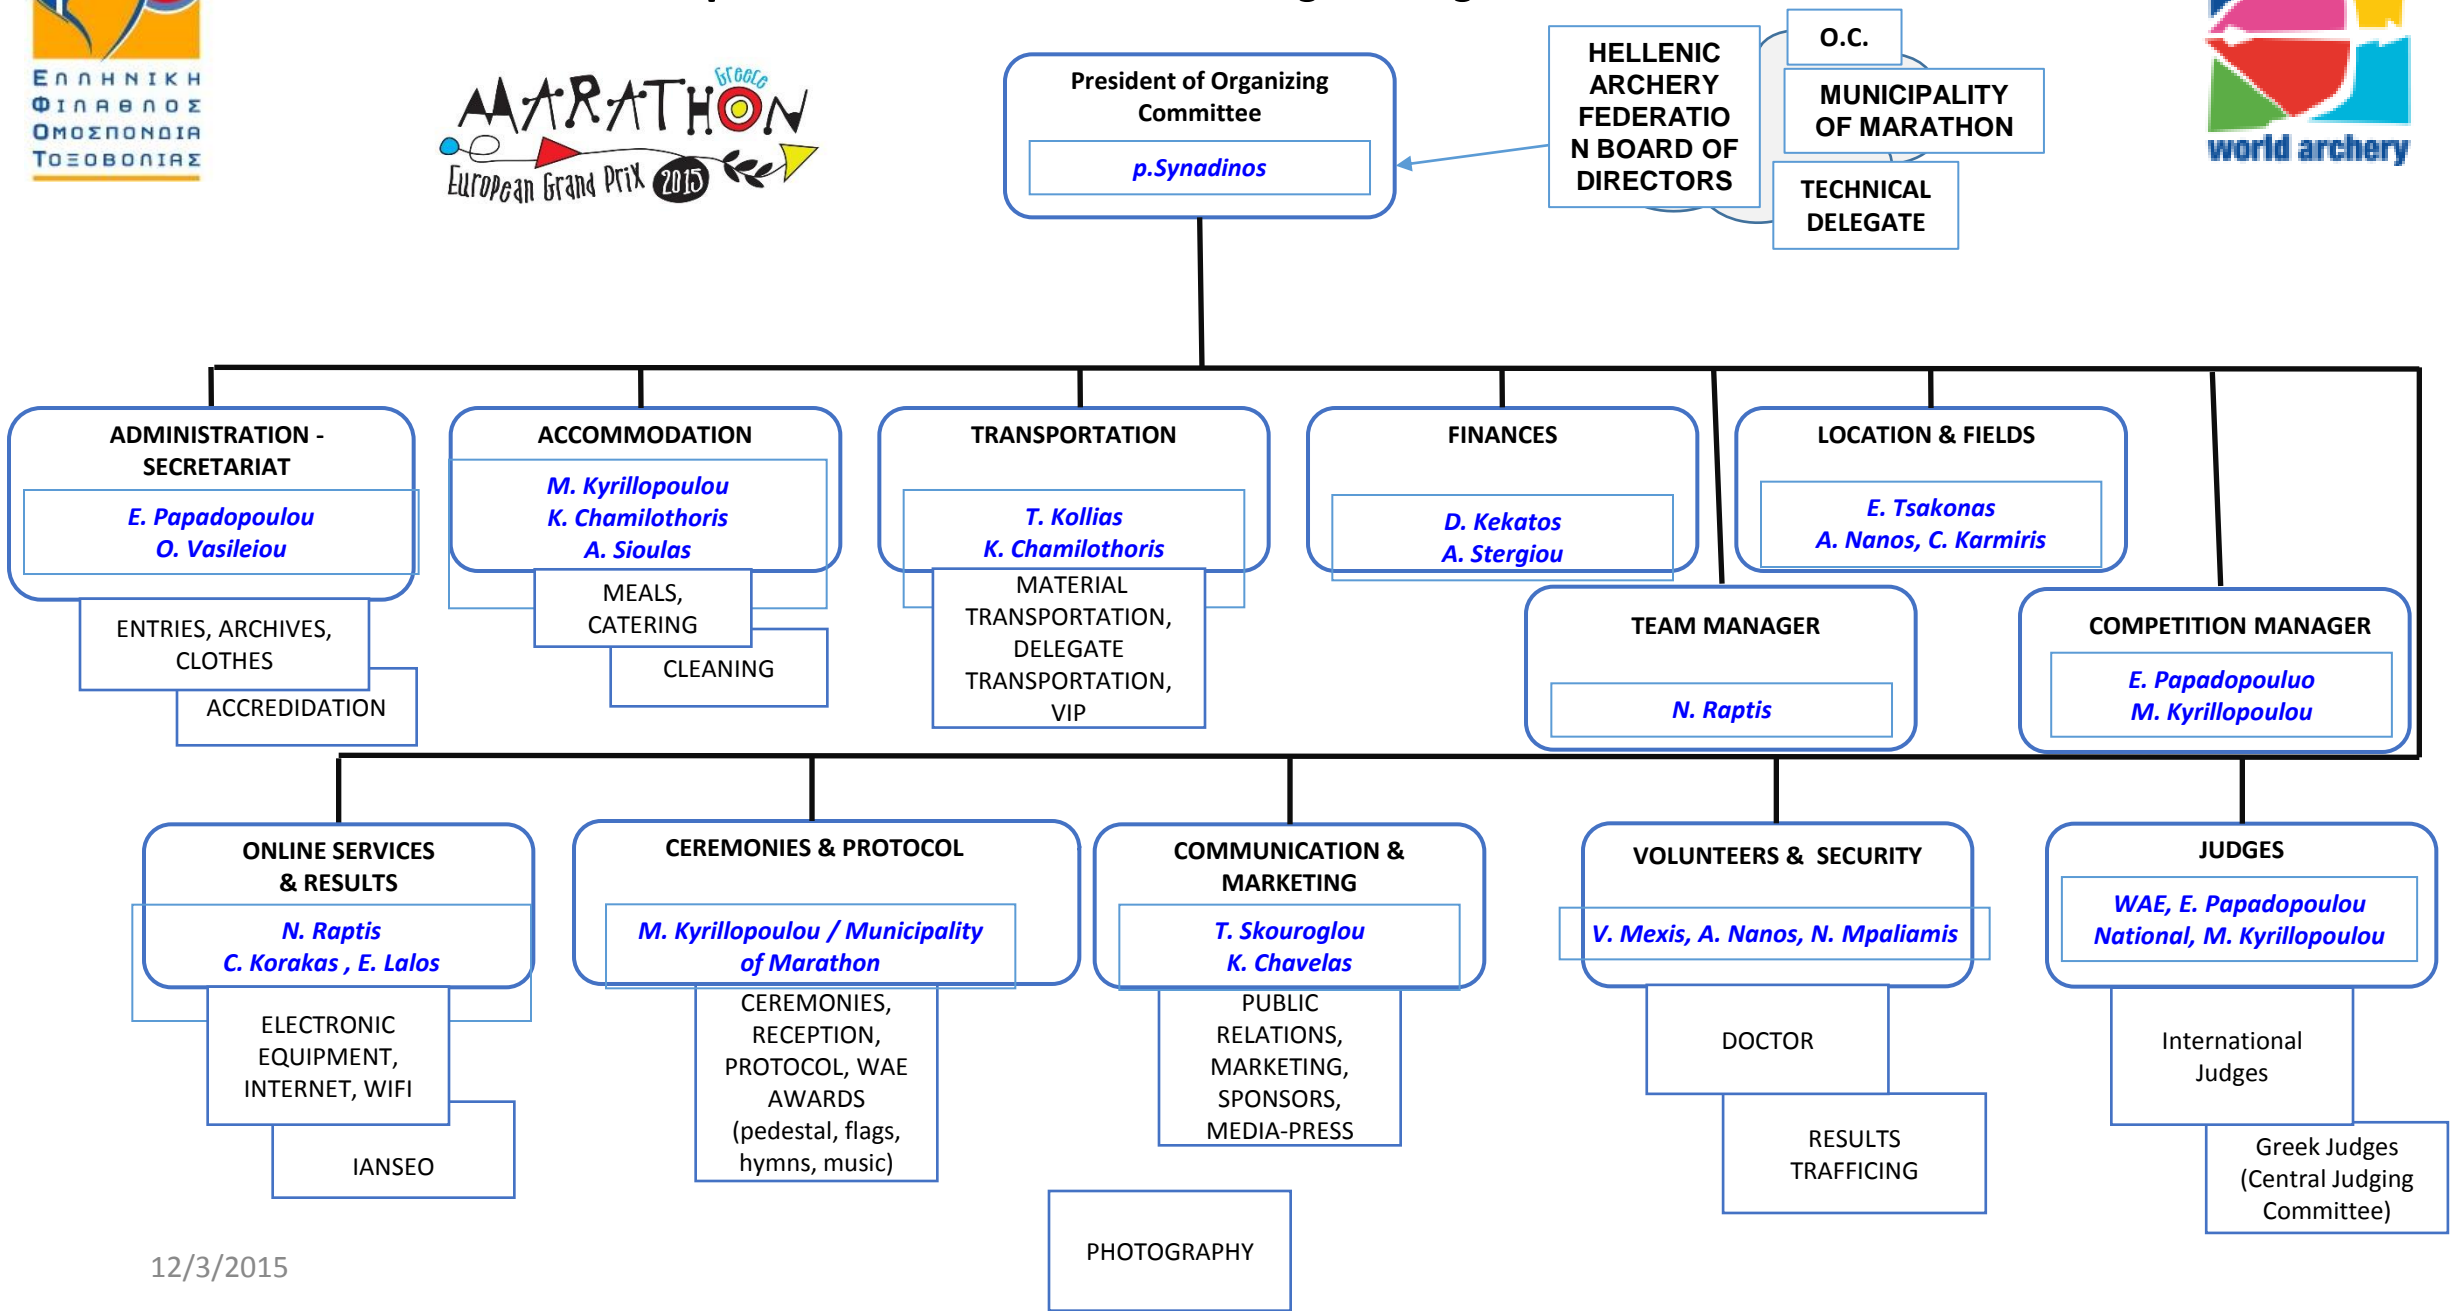 ΕΛΛΗΝΙΚΗ
ΦΙΛΑΘΛΟΣ
ΟΜΟΣΠΟΝΔΙΑ
ΤΟΞΟΒΟΛΙΑΣ
MARATHON
Greece
European Grand Prix 2015
President of Organizing
Committee
p.Synadinos
HELLENIC
ARCHERY
FEDERATIO
N BOARD OF
DIRECTORS
O.C.
MUNICIPALITY
OF MARATHON
TECHNICAL
DELEGATE
world archery
ADMINISTRATION -
SECRETARIAT
E. Papadopoulou
O. Vasileiou
ENTRIES, ARCHIVES,
CLOTHES
ACCREDIDATION
ACCOMMODATION
M. Kyrillopoulou
K. Chamilothoris
A. Sioulas
MEALS,
CATERING
CLEANING
TRANSPORTATION
T. Kollias
K. Chamilothoris
MATERIAL
TRANSPORTATION,
DELEGATE
TRANSPORTATION,
VIP
FINANCES
D. Kekatos
A. Stergiou
LOCATION & FIELDS
E. Tsakonas
A. Nanos, C. Karmiris
TEAM MANAGER
N. Raptis
COMPETITION MANAGER
E. Papadopouluo
M. Kyrillopoulou
ONLINE SERVICES
& RESULTS
N. Raptis
C. Korakas , E. Lalos
ELECTRONIC
EQUIPMENT,
INTERNET, WIFI
IANSEO
CEREMONIES & PROTOCOL
M. Kyrillopoulou / Municipality
of Marathon
CEREMONIES,
RECEPTION,
PROTOCOL, WAE
AWARDS
(pedestal, flags,
hymns, music)
COMMUNICATION &
MARKETING
T. Skouroglou
K. Chavelas
PUBLIC
RELATIONS,
MARKETING,
SPONSORS,
MEDIA-PRESS
PHOTOGRAPHY
VOLUNTEERS &  SECURITY
V. Mexis, A. Nanos, N. Mpaliamis
DOCTOR
RESULTS
TRAFFICING
JUDGES
WAE, E. Papadopoulou
National, M. Kyrillopoulou
International
Judges
Greek Judges
(Central Judging
Committee)
12/3/2015